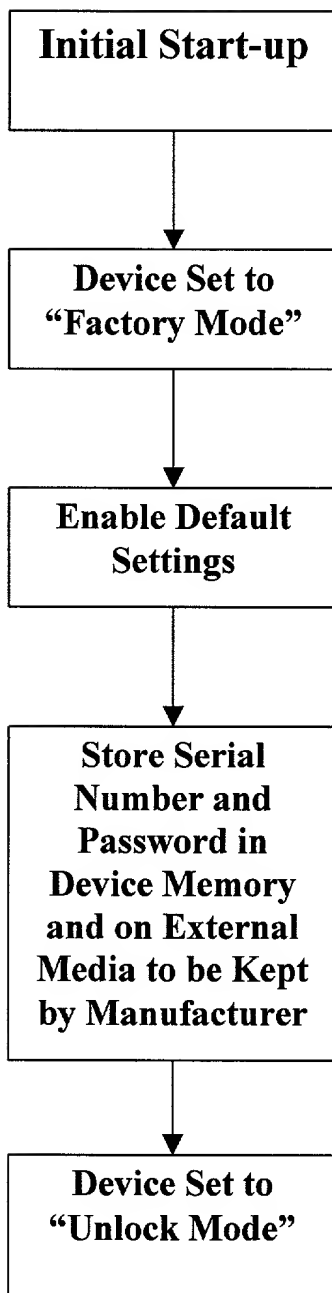 Initial Start-up
Device Set to
“Factory Mode”
Enable Default
Settings
Store Serial
Number and
Password in
Device Memory
and on External
Media to be Kept
by Manufacturer
Device Set to
“Unlock Mode”